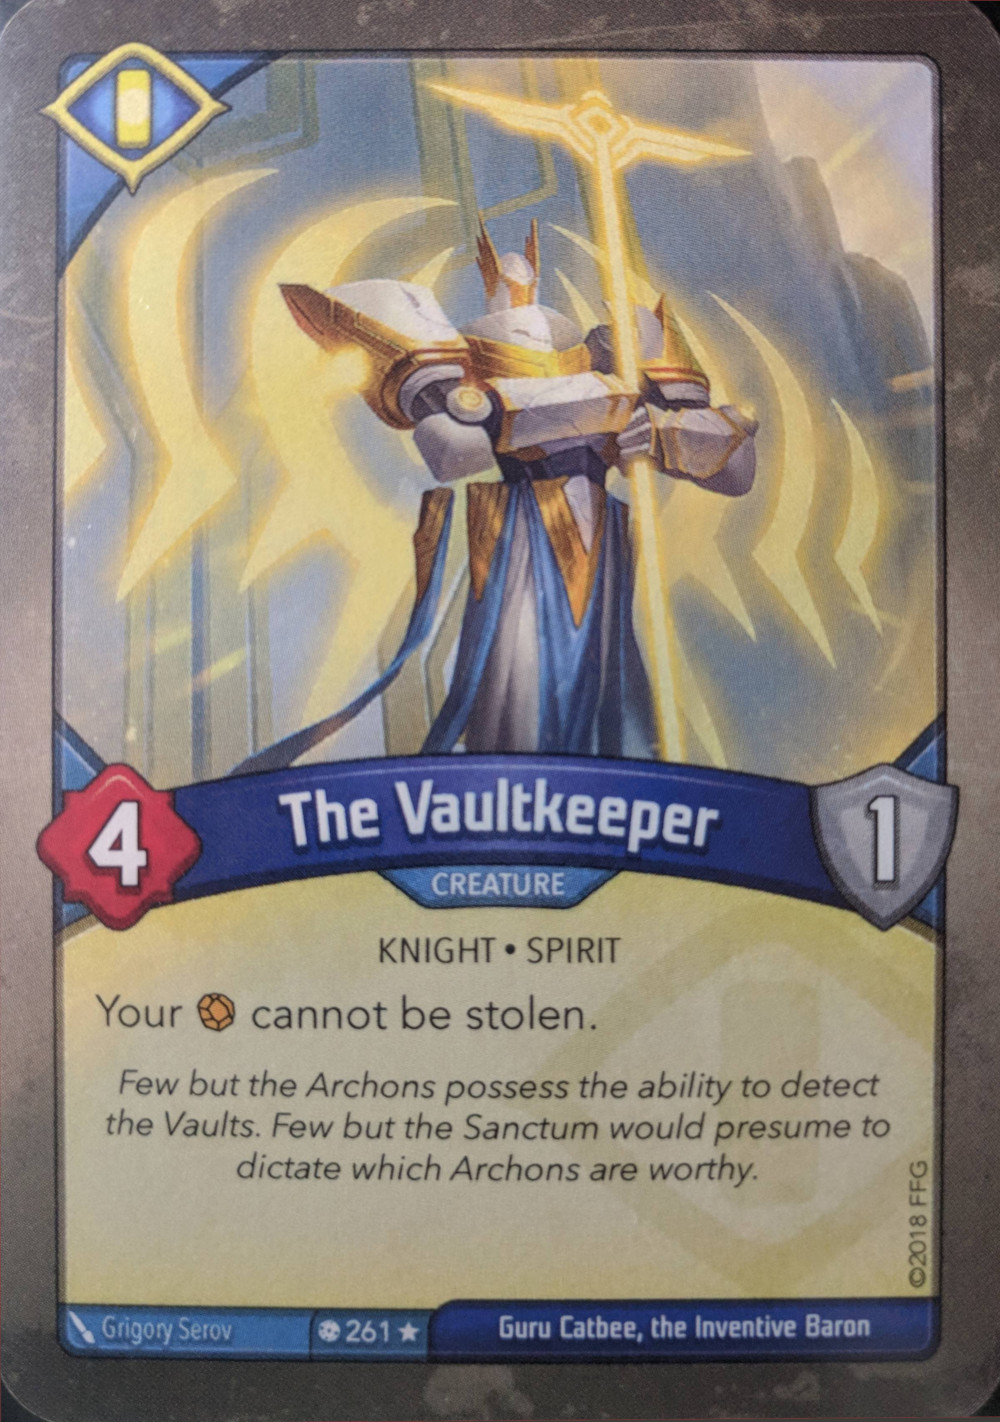 4
The Vaultkeeper
1
CREATURE
KNIGHT • SPIRIT
Your cannot be stolen.
Few but the Archons possess the ability to detect
the Vaults. Few but the Sanctum would presume to
dictate which Archons are worthy.
©2018 FFG
Grigory Serov
261 ★
Guru Catbee, the Inventive Baron